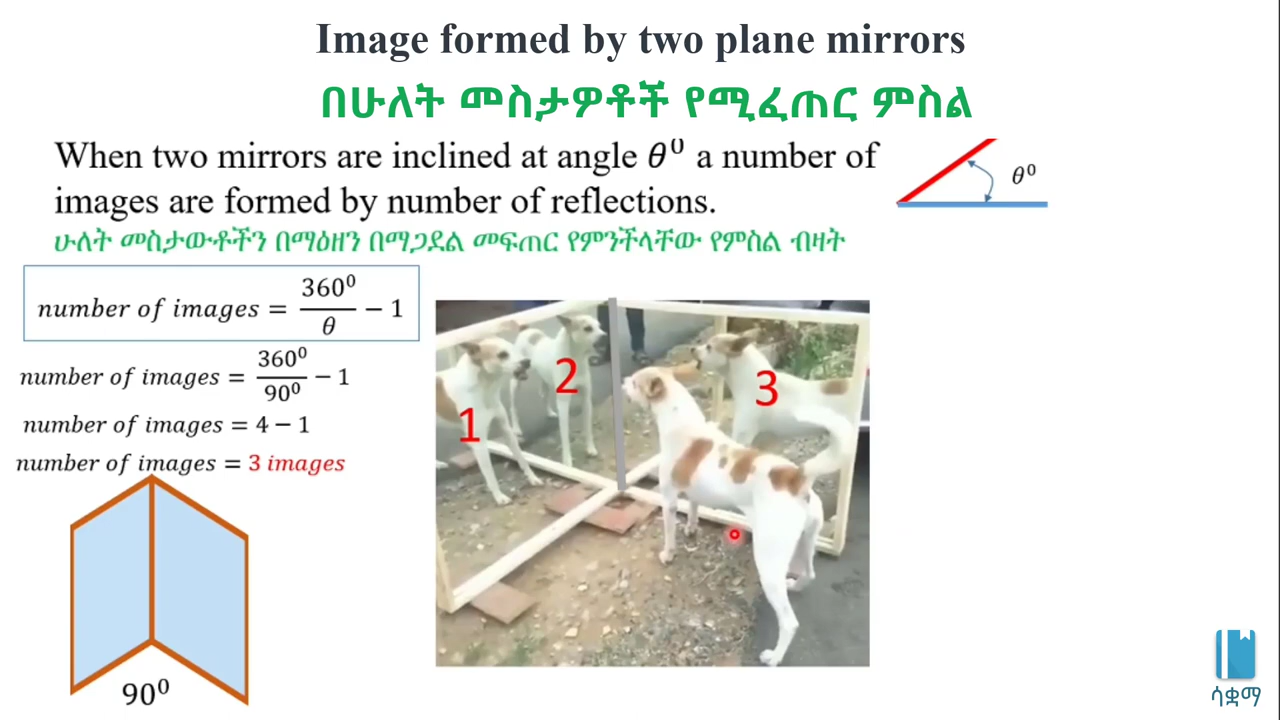 Image formed by two plane mirrors
በሁለት መስታዎቶች የሚፈጠር ምስል
When two mirrors are inclined at angle θ⁰ a number of
images are formed by number of reflections.
θ⁰
ሁለት መስታውቶችን በማዕዘን በማጋደል መፍጠር የምንችላቸው የምስል ብዛት
number of images = 360⁰/θ − 1
number of images = 360⁰/90⁰ − 1
number of images = 4 − 1
number of images = 3 images
1
2
3
90⁰
ሳቋማ